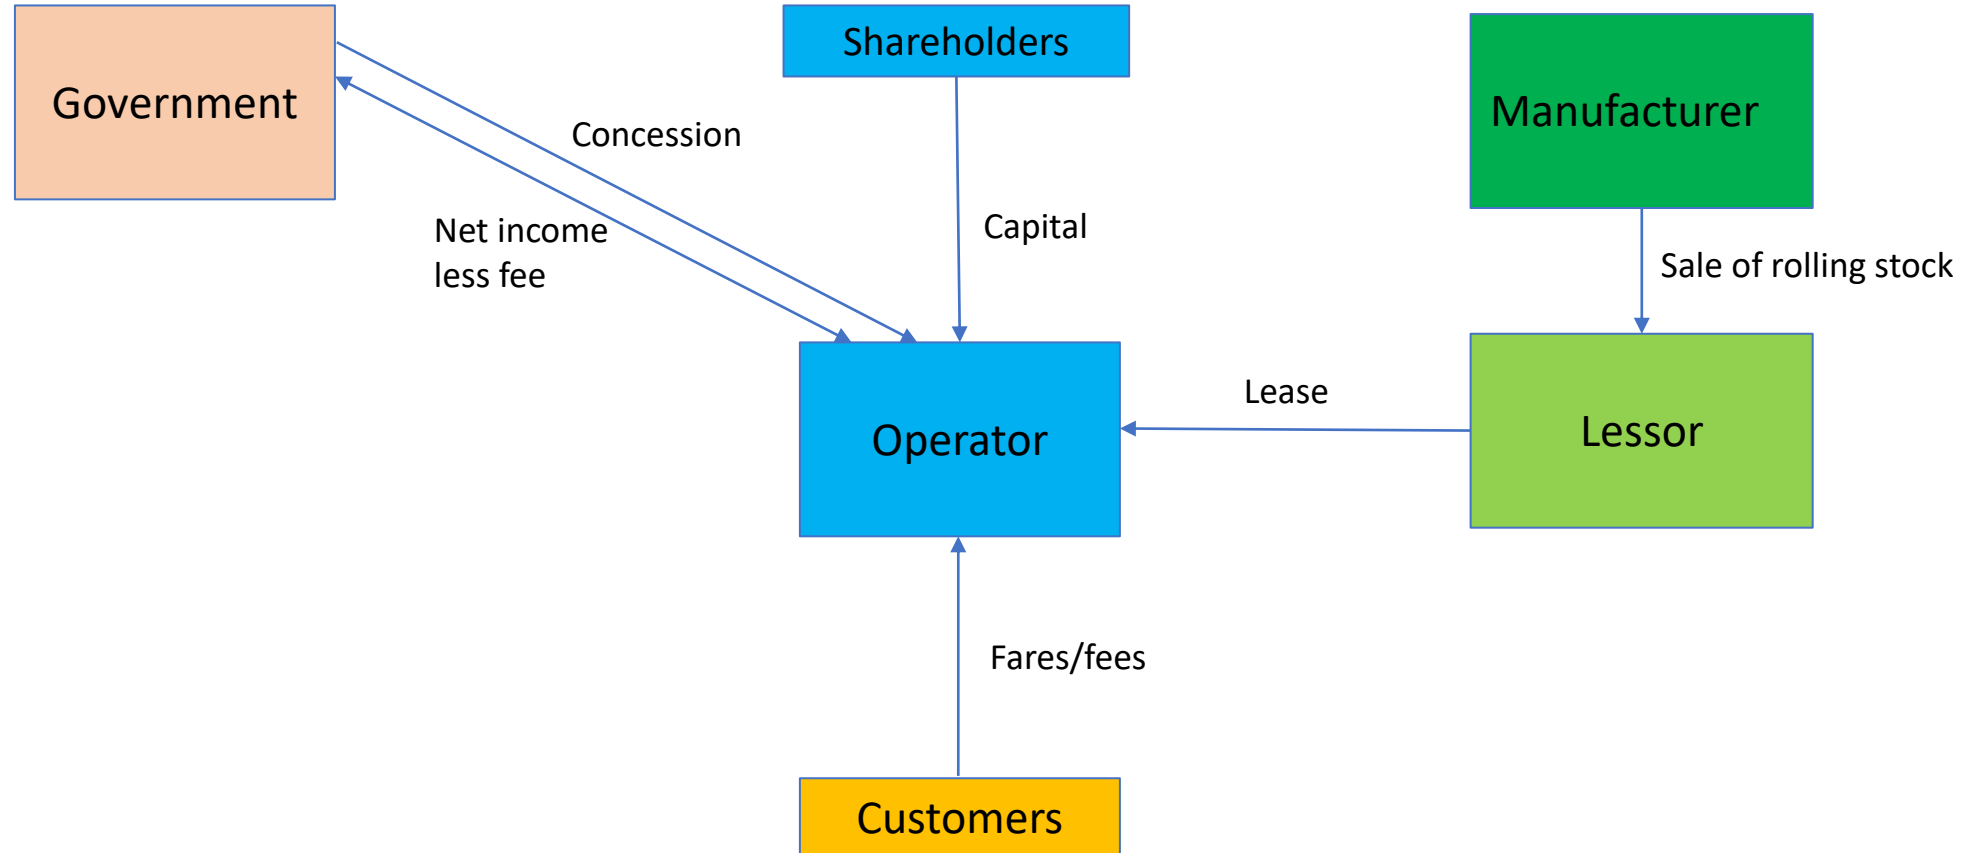 Shareholders
Government
Manufacturer
Concession
Net income
less fee
Capital
Sale of rolling stock
Lease
Operator
Lessor
Fares/fees
Customers